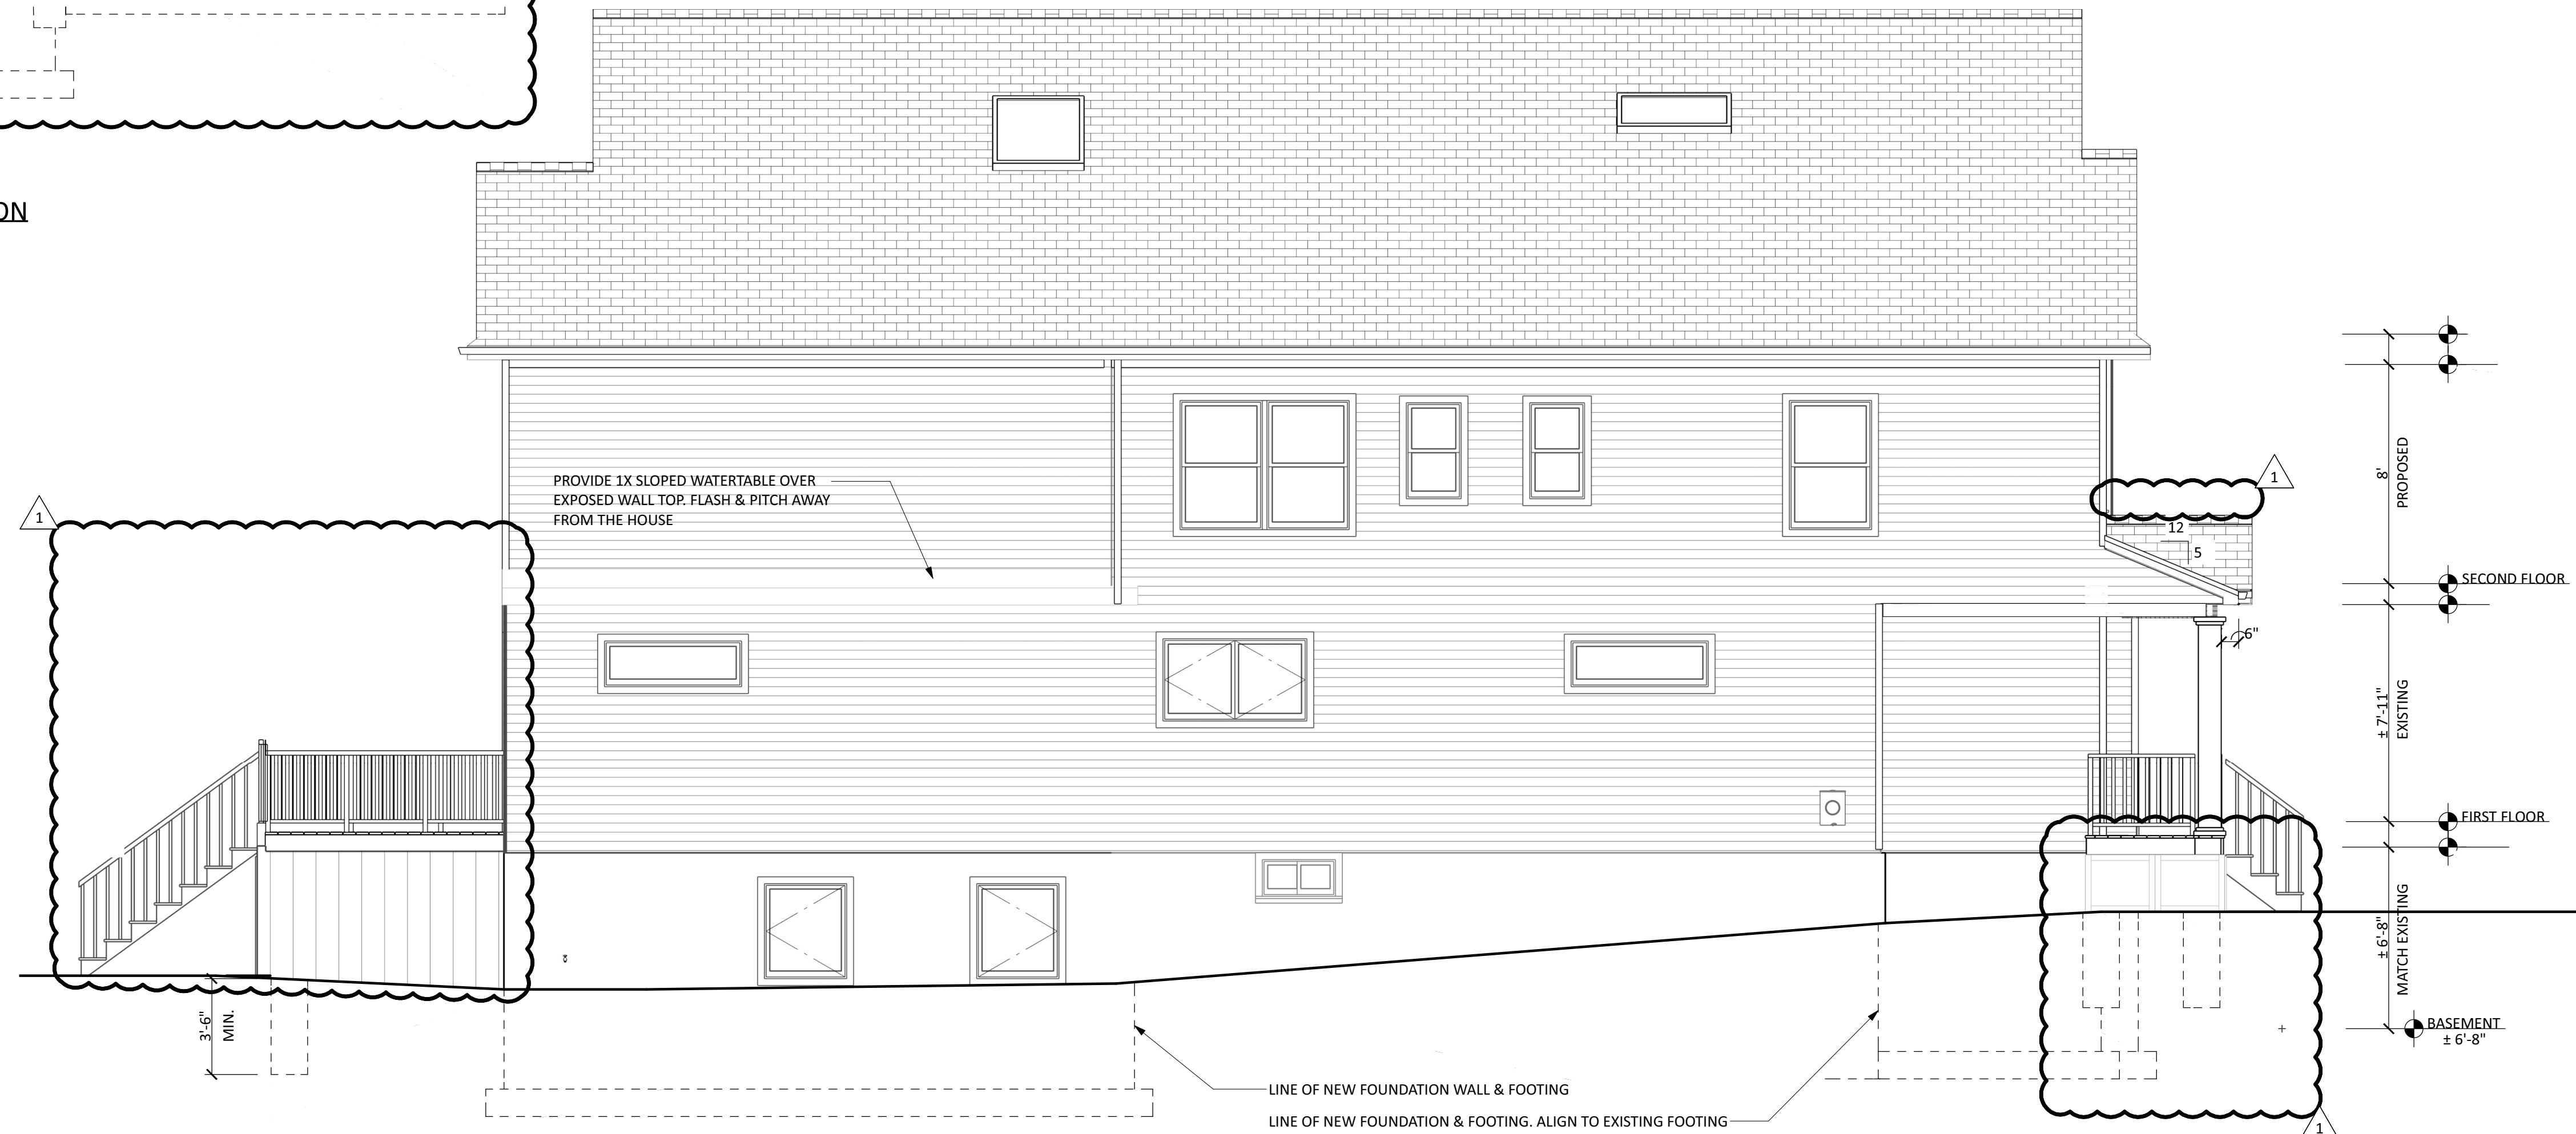 ON
1
PROVIDE 1X SLOPED WATERTABLE OVER
EXPOSED WALL TOP. FLASH & PITCH AWAY
FROM THE HOUSE
1
12
5
6"
8'
PROPOSED
SECOND FLOOR
± 7'-11"
EXISTING
FIRST FLOOR
± 6'-8"
MATCH EXISTING
BASEMENT
± 6'-8"
3'-6"
MIN.
LINE OF NEW FOUNDATION WALL & FOOTING
LINE OF NEW FOUNDATION & FOOTING. ALIGN TO EXISTING FOOTING
1